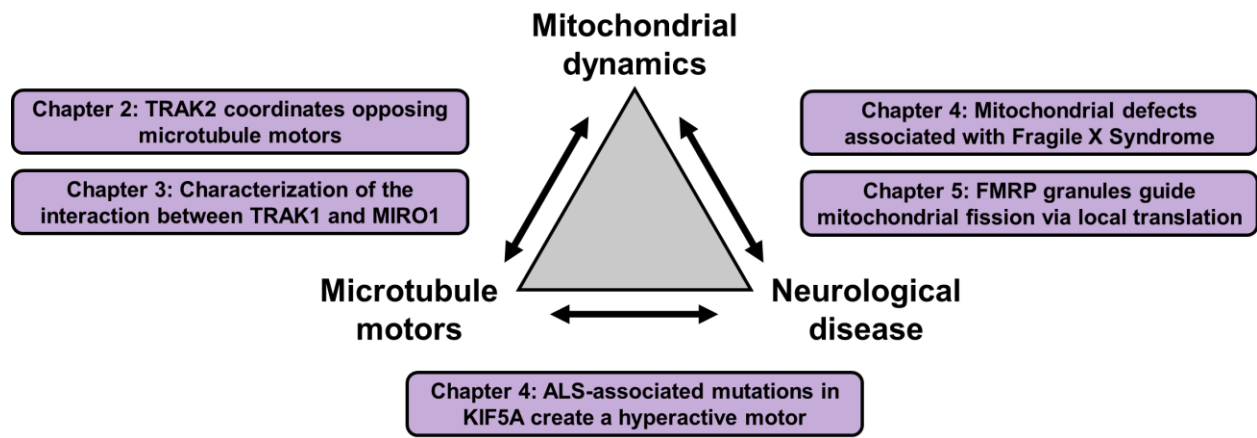 Mitochondrial
dynamics
Chapter 2: TRAK2 coordinates opposing
microtubule motors
Chapter 3: Characterization of the
interaction between TRAK1 and MIRO1
Chapter 4: Mitochondrial defects
associated with Fragile X Syndrome
Chapter 5: FMRP granules guide
mitochondrial fission via local translation
Microtubule
motors
Neurological
disease
Chapter 4: ALS-associated mutations in
KIF5A create a hyperactive motor